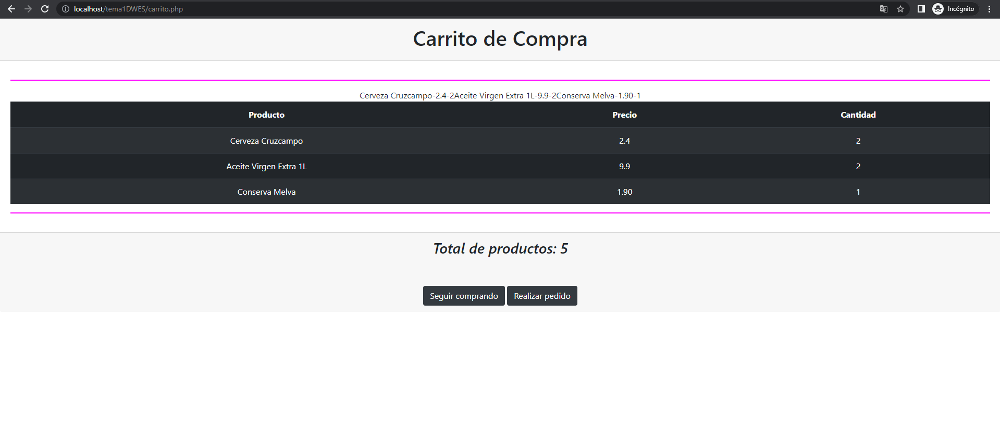 localhost/tema1DWES/carrito.php Incógnito
Carrito de Compra
Cerveza Cruzcampo-2.4-2Aceite Virgen Extra 1L-9.9-2Conserva Melva-1.90-1
Producto Precio Cantidad
Cerveza Cruzcampo 2.4 2
Aceite Virgen Extra 1L 9.9 2
Conserva Melva 1.90 1
Total de productos: 5
Seguir comprando Realizar pedido